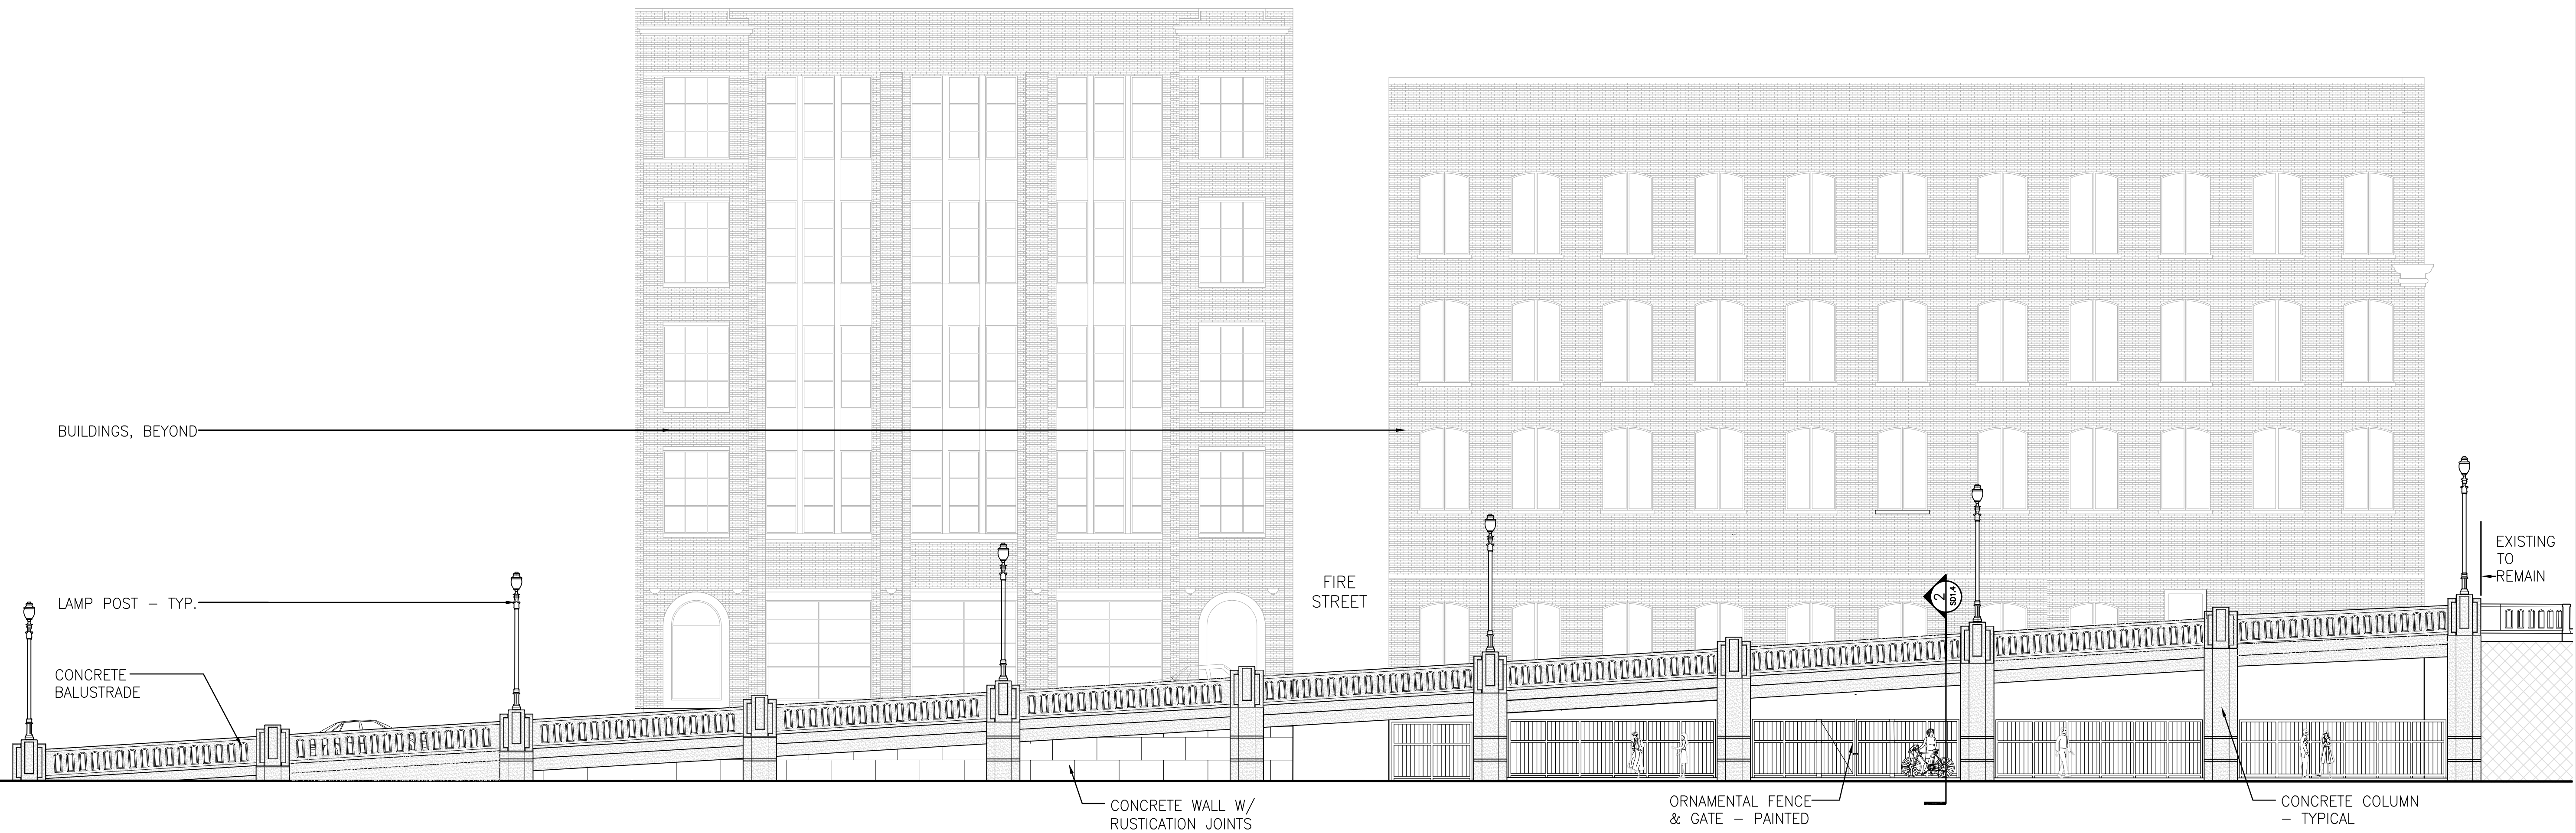 BUILDINGS, BEYOND
LAMP POST – TYP.
CONCRETE
BALUSTRADE
FIRE
STREET
2
SD1.4
EXISTING
TO
REMAIN
CONCRETE WALL W/
RUSTICATION JOINTS
ORNAMENTAL FENCE
& GATE – PAINTED
CONCRETE COLUMN
– TYPICAL